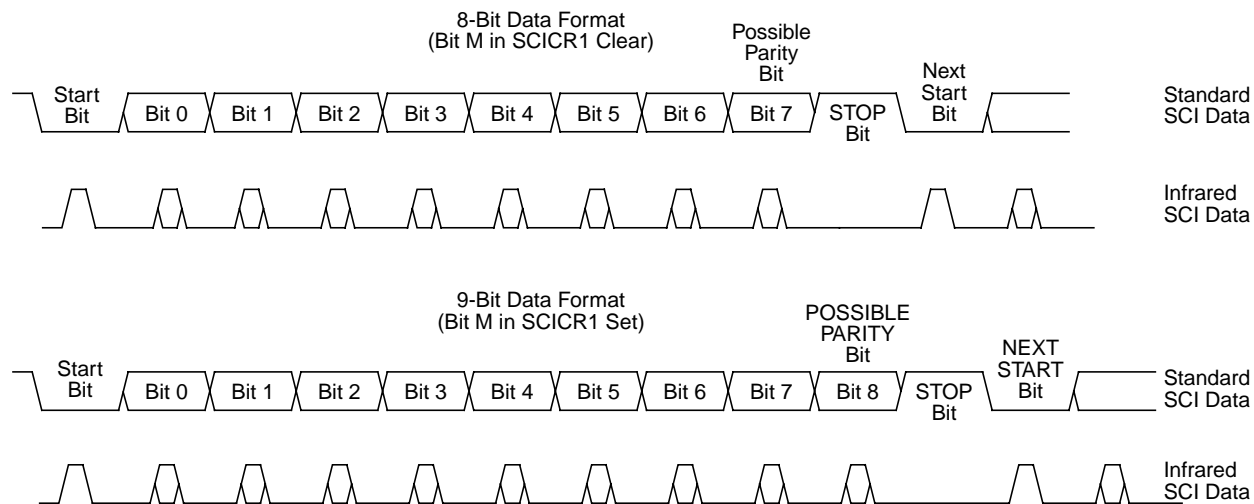 8-Bit Data Format
(Bit M in SCICR1 Clear)
Possible
Parity
Bit
Start
Bit
Bit 0
Bit 1
Bit 2
Bit 3
Bit 4
Bit 5
Bit 6
Bit 7
STOP
Bit
Next
Start
Bit
Standard
SCI Data
Infrared
SCI Data
9-Bit Data Format
(Bit M in SCICR1 Set)
POSSIBLE
PARITY
Bit
Start
Bit
Bit 0
Bit 1
Bit 2
Bit 3
Bit 4
Bit 5
Bit 6
Bit 7
Bit 8
STOP
Bit
NEXT
START
Bit
Standard
SCI Data
Infrared
SCI Data